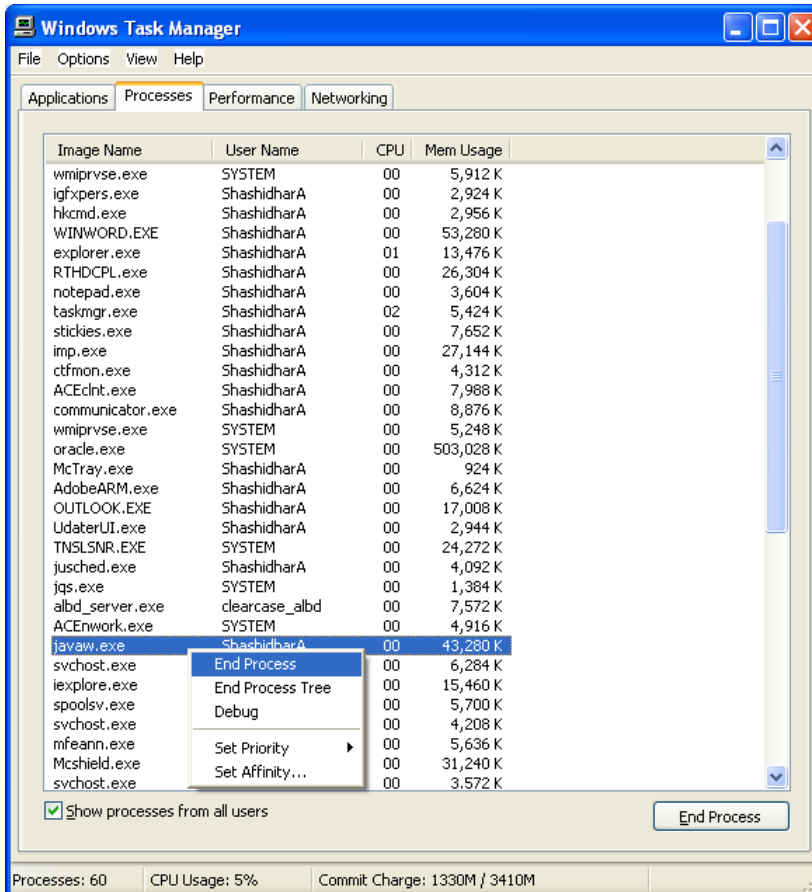 Windows Task Manager
File Options View Help
Applications Processes Performance Networking
Image Name User Name CPU Mem Usage
wmiprvse.exe SYSTEM 00 5,912 K
igfxpers.exe ShashidharA 00 2,924 K
hkcmd.exe ShashidharA 00 2,956 K
WINWORD.EXE ShashidharA 00 53,280 K
explorer.exe ShashidharA 01 13,476 K
RTHDCPL.exe ShashidharA 00 26,304 K
notepad.exe ShashidharA 00 3,604 K
taskmgr.exe ShashidharA 02 5,424 K
stickies.exe ShashidharA 00 7,652 K
imp.exe ShashidharA 00 27,144 K
ctfmon.exe ShashidharA 00 4,312 K
ACEclnt.exe ShashidharA 00 7,988 K
communicator.exe ShashidharA 00 8,876 K
wmiprvse.exe SYSTEM 00 5,248 K
oracle.exe SYSTEM 00 503,028 K
McTray.exe ShashidharA 00 924 K
AdobeARM.exe ShashidharA 00 6,624 K
OUTLOOK.EXE ShashidharA 00 17,008 K
UdaterUI.exe ShashidharA 00 2,944 K
TNSLSNR.EXE SYSTEM 00 24,272 K
jusched.exe ShashidharA 00 4,092 K
jqs.exe SYSTEM 00 1,384 K
albd_server.exe clearcase_albd 00 7,572 K
ACEnwork.exe SYSTEM 00 4,916 K
javaw.exe ShashidharA 00 43,280 K
svchost.exe End Process 00 6,284 K
iexplore.exe End Process Tree 00 15,460 K
spoolsv.exe Debug 00 5,700 K
svchost.exe 00 4,208 K
mfeann.exe Set Priority 00 5,636 K
Mcshield.exe Set Affinity... 00 31,240 K
svchost.exe 00 3,572 K
Show processes from all users End Process
Processes: 60 CPU Usage: 5% Commit Charge: 1330M / 3410M